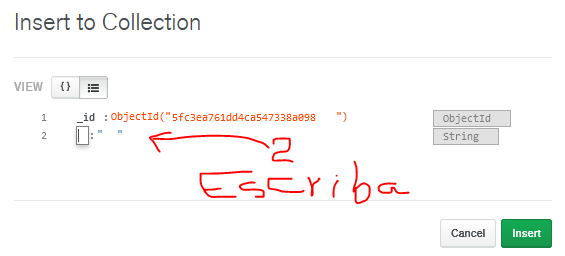 Insert to Collection
VIEW {}
1 _id : ObjectId("5fc3ea761dd4ca547338a098 ") ObjectId
2 : " " String
2
Escriba
Cancel Insert